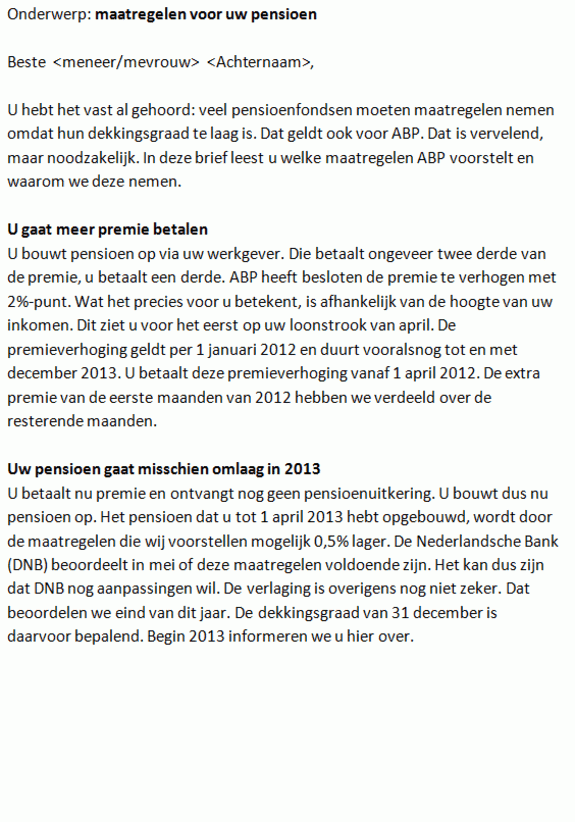 Onderwerp: maatregelen voor uw pensioen
Beste <meneer/mevrouw> <Achternaam>,
U hebt het vast al gehoord: veel pensioenfondsen moeten maatregelen nemen
omdat hun dekkingsgraad te laag is. Dat geldt ook voor ABP. Dat is vervelend,
maar noodzakelijk. In deze brief leest u welke maatregelen ABP voorstelt en
waarom we deze nemen.
U gaat meer premie betalen
U bouwt pensioen op via uw werkgever. Die betaalt ongeveer twee derde van
de premie, u betaalt een derde. ABP heeft besloten de premie te verhogen met
2%-punt. Wat het precies voor u betekent, is afhankelijk van de hoogte van uw
inkomen. Dit ziet u voor het eerst op uw loonstrook van april. De
premieverhoging geldt per 1 januari 2012 en duurt vooralsnog tot en met
december 2013. U betaalt deze premieverhoging vanaf 1 april 2012. De extra
premie van de eerste maanden van 2012 hebben we verdeeld over de
resterende maanden.
Uw pensioen gaat misschien omlaag in 2013
U betaalt nu premie en ontvangt nog geen pensioenuitkering. U bouwt dus nu
pensioen op. Het pensioen dat u tot 1 april 2013 hebt opgebouwd, wordt door
de maatregelen die wij voorstellen mogelijk 0,5% lager. De Nederlandsche Bank
(DNB) beoordeelt in mei of deze maatregelen voldoende zijn. Het kan dus zijn
dat DNB nog aanpassingen wil. De verlaging is overigens nog niet zeker. Dat
beoordelen we eind van dit jaar. De dekkingsgraad van 31 december is
daarvoor bepalend. Begin 2013 informeren we u hier over.